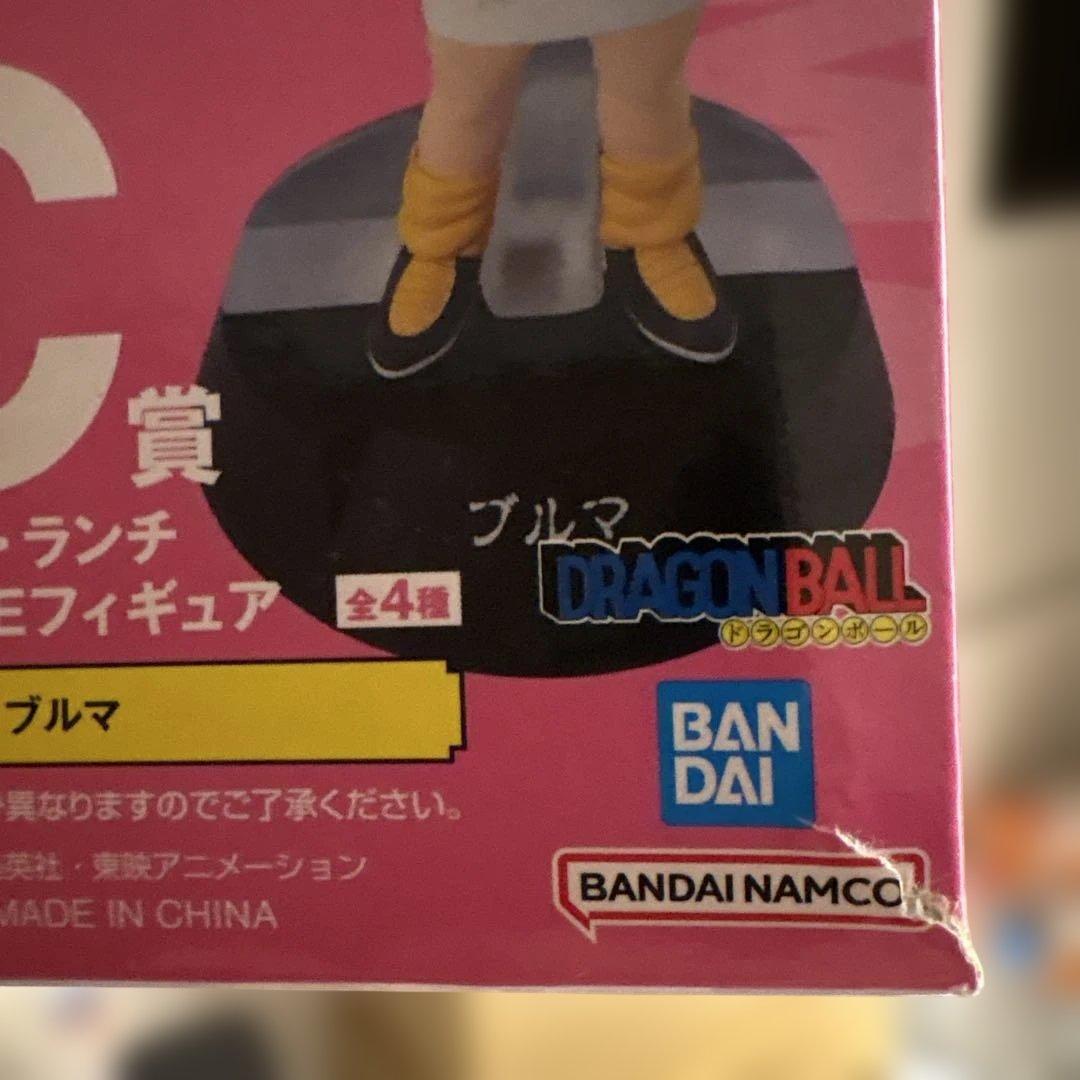 C賞
・ランチ
Eフィギュア
全4種
ブルマ
DRAGON BALL
ドラゴンボール
ブルマ
BAN
DAI
異なりますのでご了承ください。
英社・東映アニメーション
MADE IN CHINA
BANDAI NAMCO